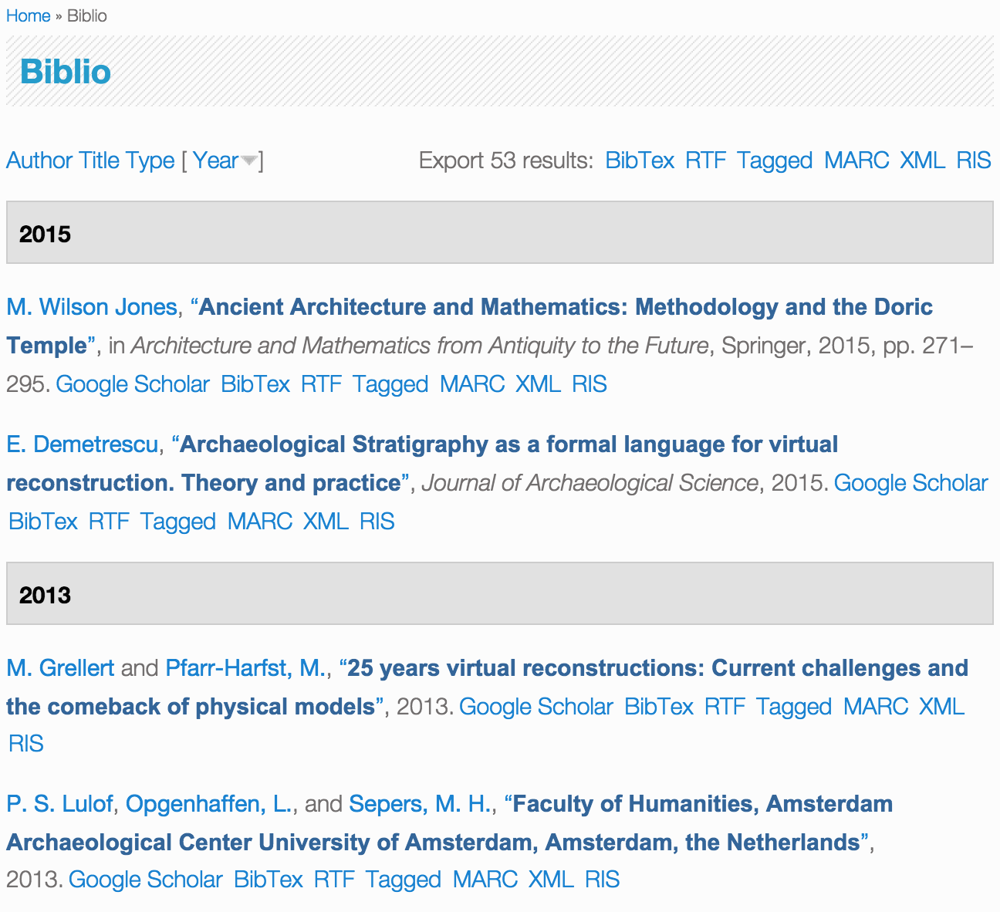 Home » Biblio
Biblio
Author Title Type [ Year ] Export 53 results: BibTex RTF Tagged MARC XML RIS
2015
M. Wilson Jones, “Ancient Architecture and Mathematics: Methodology and the Doric
Temple”, in Architecture and Mathematics from Antiquity to the Future, Springer, 2015, pp. 271–
295. Google Scholar BibTex RTF Tagged MARC XML RIS
E. Demetrescu, “Archaeological Stratigraphy as a formal language for virtual
reconstruction. Theory and practice”, Journal of Archaeological Science, 2015. Google Scholar
BibTex RTF Tagged MARC XML RIS
2013
M. Grellert and Pfarr-Harfst, M., “25 years virtual reconstructions: Current challenges and
the comeback of physical models”, 2013. Google Scholar BibTex RTF Tagged MARC XML
RIS
P. S. Lulof, Opgenhaffen, L., and Sepers, M. H., “Faculty of Humanities, Amsterdam
Archaeological Center University of Amsterdam, Amsterdam, the Netherlands”,
2013. Google Scholar BibTex RTF Tagged MARC XML RIS